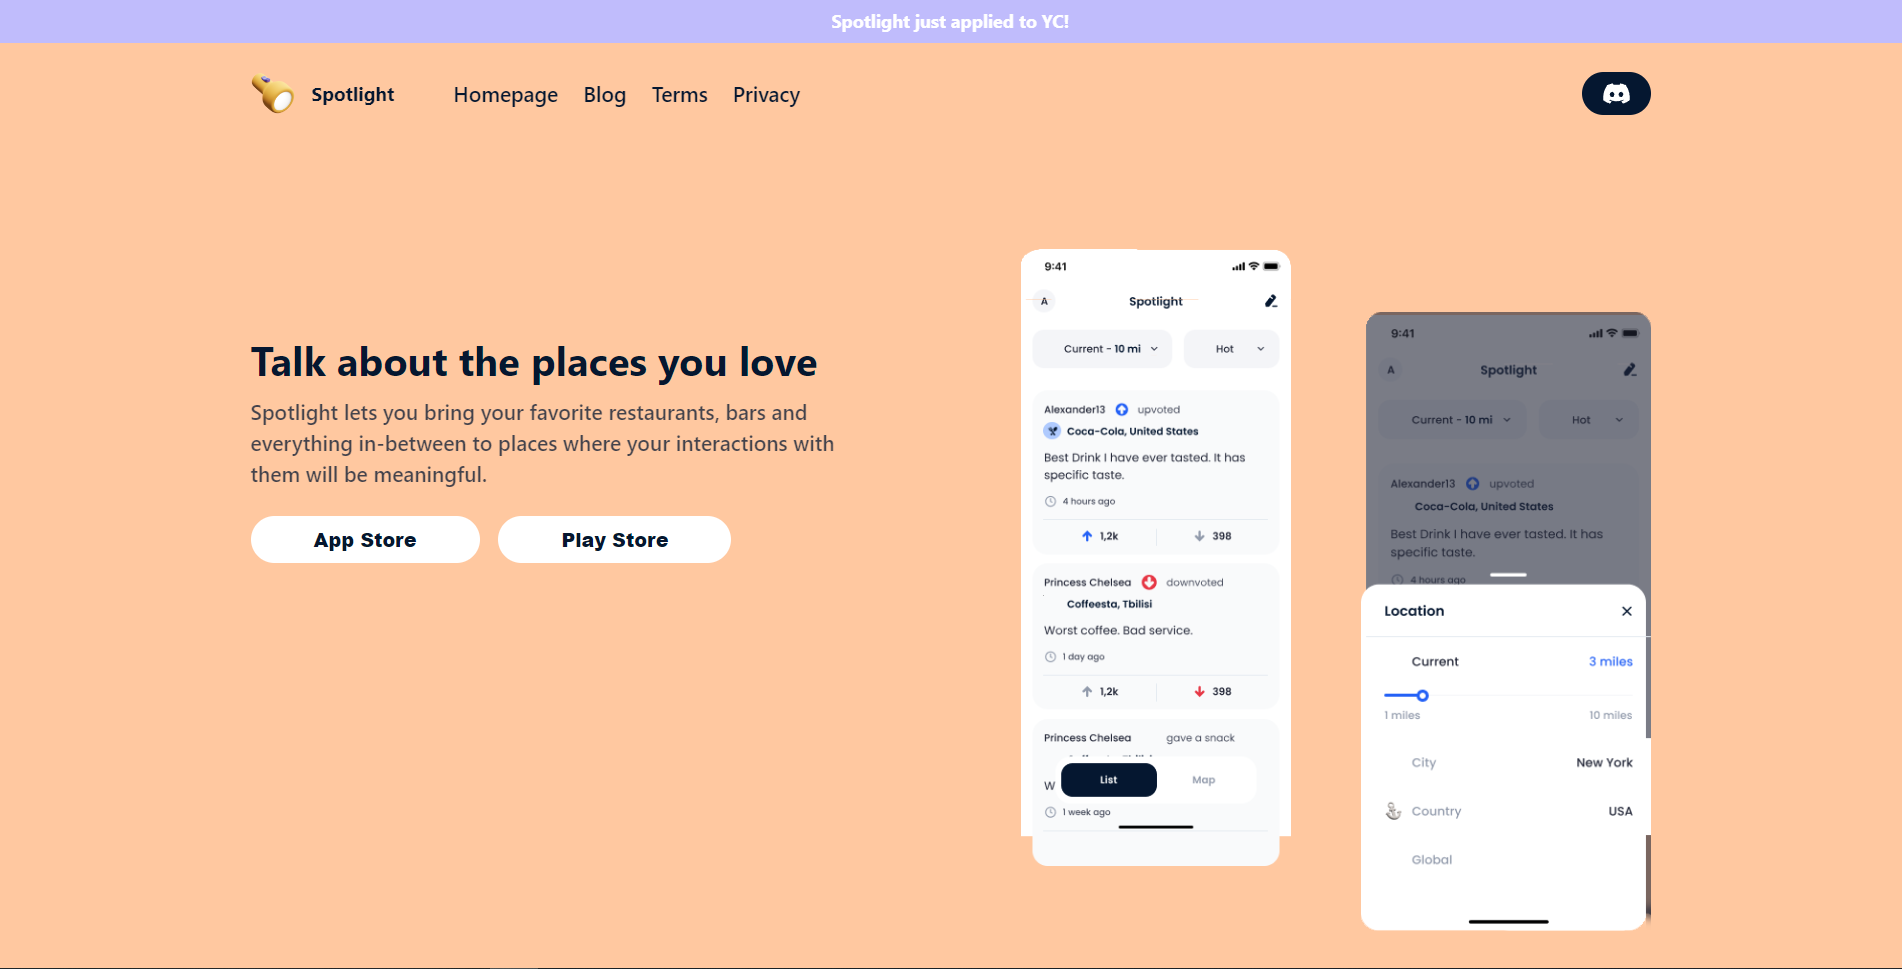 Spotlight just applied to YC!
Spotlight
Homepage
Blog
Terms
Privacy
Talk about the places you love
Spotlight lets you bring your favorite restaurants, bars and
everything in-between to places where your interactions with
them will be meaningful.
App Store
Play Store
9:41
A
Spotlight
Current - 10 mi
Hot
Alexander13 upvoted
Coca-Cola, United States
Best Drink I have ever tasted. It has
specific taste.
4 hours ago
1,2k
398
Princess Chelsea downvoted
Coffeesta, Tbilisi
Worst coffee. Bad service.
1 day ago
1,2k
398
Princess Chelsea gave a snack
W
List
Map
1 week ago
9:41
A
Spotlight
Current - 10 mi
Hot
Alexander13 upvoted
Coca-Cola, United States
Best Drink I have ever tasted. It has
specific taste.
4 hours ago
Location
Current
3 miles
1 miles
10 miles
City
New York
Country
USA
Global